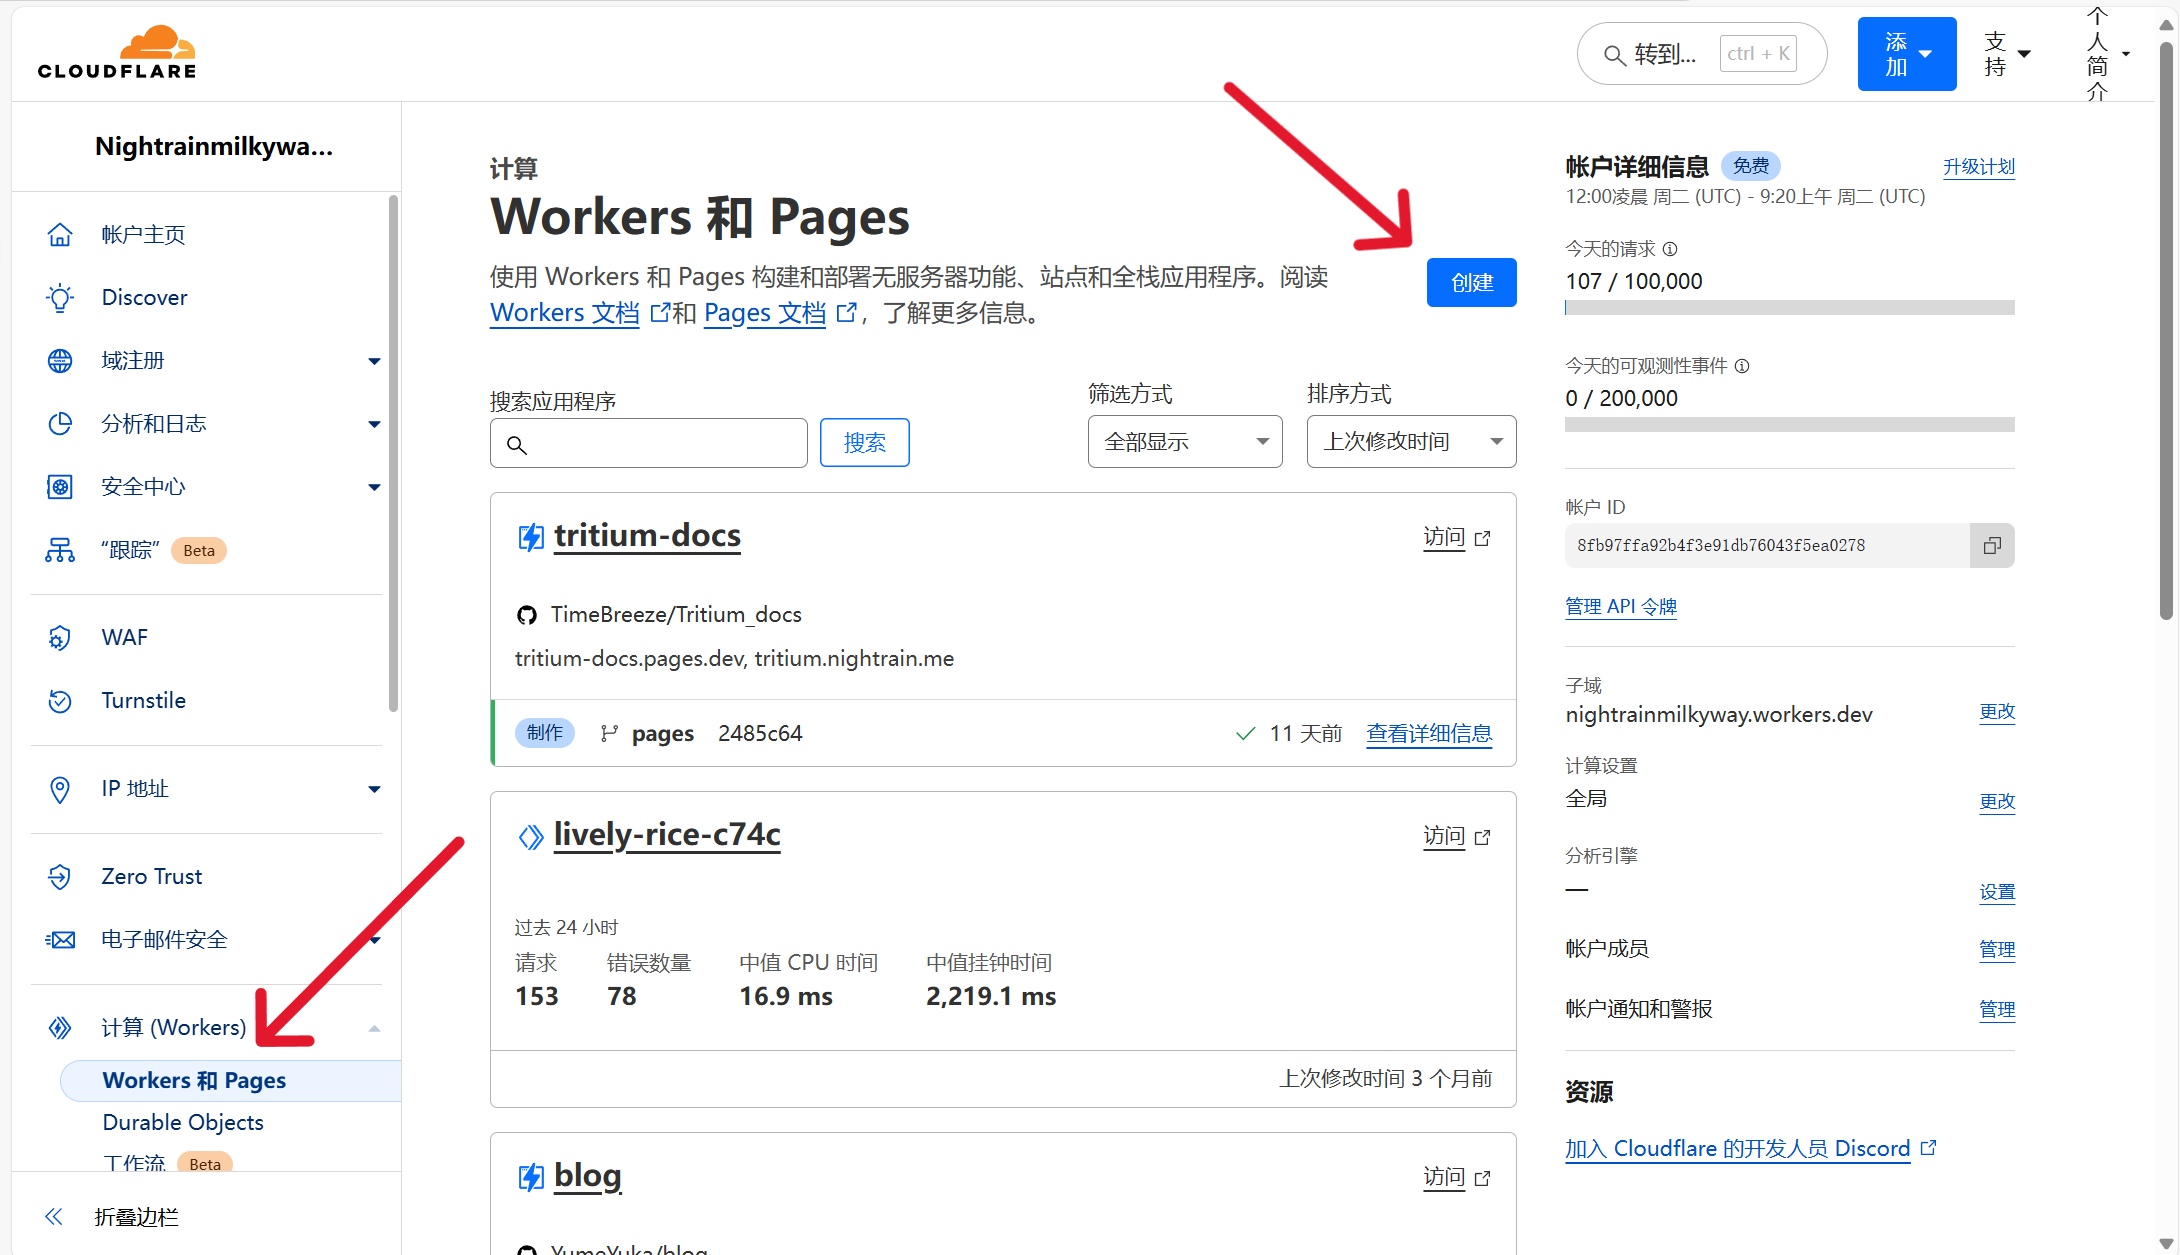 CLOUDFLARE
转到... ctrl + K
添加
支持
个人简介
Nightrainmilkywa...
帐户主页
Discover
域注册
分析和日志
安全中心
“跟踪” Beta
WAF
Turnstile
IP 地址
Zero Trust
电子邮件安全
计算 (Workers)
Workers 和 Pages
Durable Objects
工作流 Beta
折叠边栏
计算
Workers 和 Pages
使用 Workers 和 Pages 构建和部署无服务器功能、站点和全栈应用程序。阅读
Workers 文档 和 Pages 文档 ，了解更多信息。
创建
搜索应用程序
搜索
筛选方式
全部显示
排序方式
上次修改时间
tritium-docs
访问
TimeBreeze/Tritium_docs
tritium-docs.pages.dev, tritium.nightrain.me
制作 pages 2485c64 11 天前 查看详细信息
lively-rice-c74c
访问
过去 24 小时
请求 错误数量 中值 CPU 时间 中值挂钟时间
153 78 16.9 ms 2,219.1 ms
上次修改时间 3 个月前
blog
访问
YumeYuka/blog
帐户详细信息 免费 升级计划
12:00凌晨 周二 (UTC) - 9:20上午 周二 (UTC)
今天的请求
107 / 100,000
今天的可观测性事件
0 / 200,000
帐户 ID
8fb97ffa92b4f3e91db76043f5ea0278
管理 API 令牌
子域
nightrainmilkyway.workers.dev 更改
计算设置
全局 更改
分析引擎
— 设置
帐户成员 管理
帐户通知和警报 管理
资源
加入 Cloudflare 的开发人员 Discord